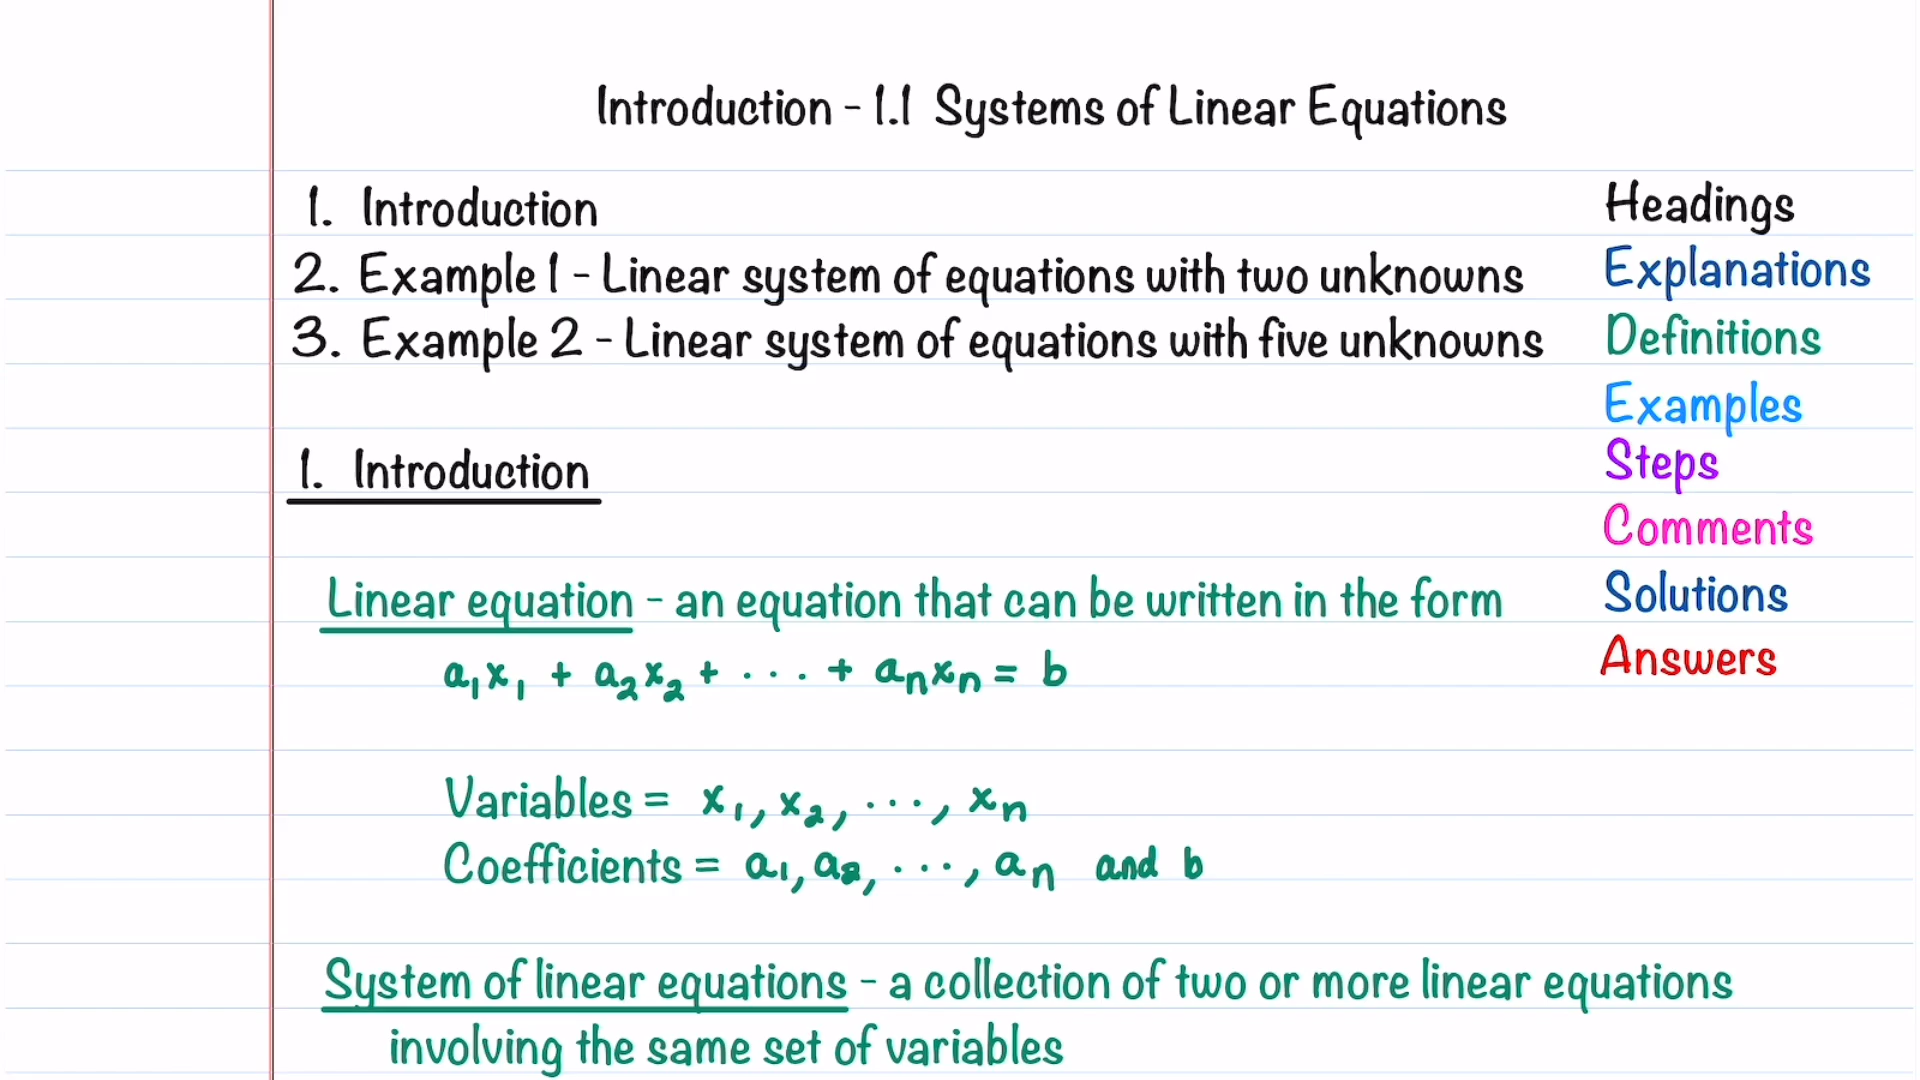 Introduction - 1.1 Systems of Linear Equations
1. Introduction
2. Example 1 - Linear system of equations with two unknowns
3. Example 2 - Linear system of equations with five unknowns
Headings
Explanations
Definitions
Examples
Steps
Comments
Solutions
Answers
1. Introduction
Linear equation - an equation that can be written in the form
a₁x₁ + a₂x₂ + · · · + aₙxₙ = b
Variables = x₁, x₂, · · ·, xₙ
Coefficients = a₁, a₂, · · ·, aₙ and b
System of linear equations - a collection of two or more linear equations
involving the same set of variables